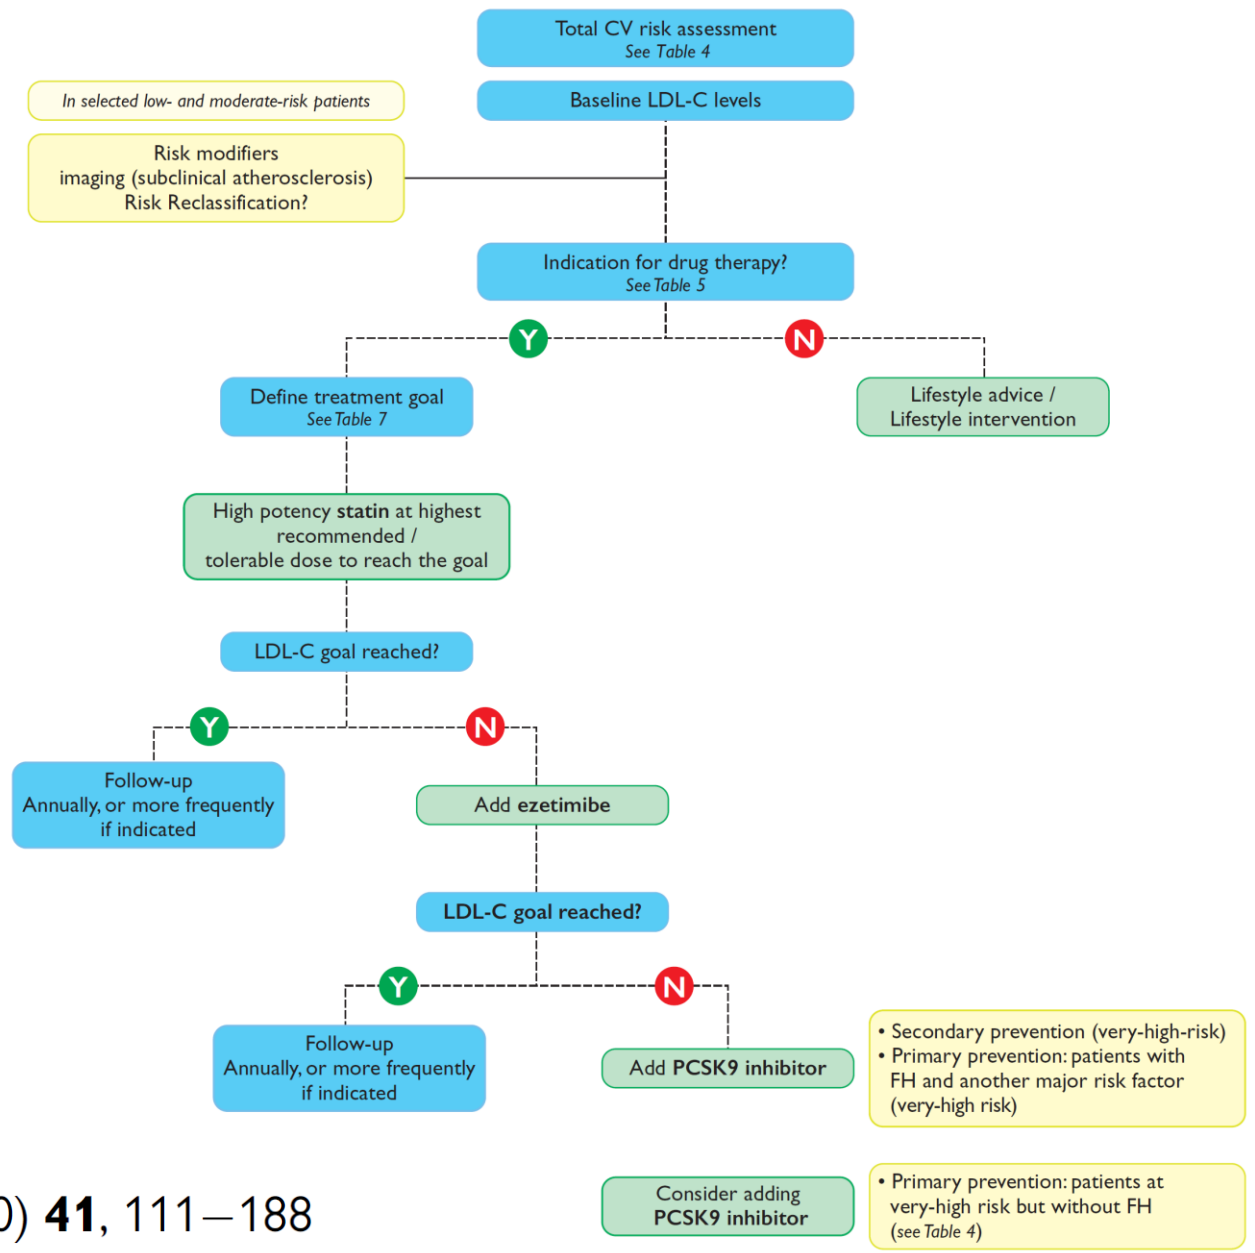 Total CV risk assessment
See Table 4
In selected low- and moderate-risk patients
Baseline LDL-C levels
Risk modifiers
imaging (subclinical atherosclerosis)
Risk Reclassification?
Indication for drug therapy?
See Table 5
Y
N
Define treatment goal
See Table 7
Lifestyle advice /
Lifestyle intervention
High potency statin at highest
recommended /
tolerable dose to reach the goal
LDL-C goal reached?
Y
N
Follow-up
Annually, or more frequently
if indicated
Add ezetimibe
LDL-C goal reached?
Y
N
Follow-up
Annually, or more frequently
if indicated
Add PCSK9 inhibitor
• Secondary prevention (very-high-risk)
• Primary prevention: patients with
FH and another major risk factor
(very-high risk)
Consider adding
PCSK9 inhibitor
• Primary prevention: patients at
very-high risk but without FH
(see Table 4)
0) 41, 111–188